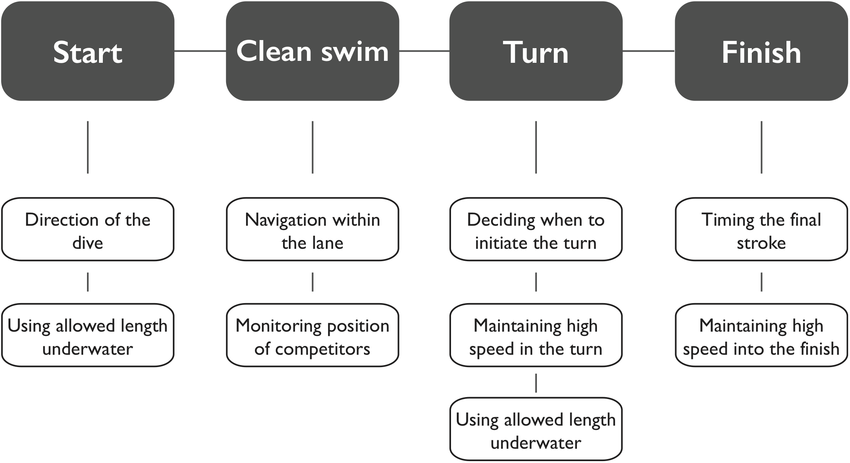 Start
Clean swim
Turn
Finish
Direction of the
dive
Using allowed length
underwater
Navigation within
the lane
Monitoring position
of competitors
Deciding when to
initiate the turn
Maintaining high
speed in the turn
Using allowed length
underwater
Timing the final
stroke
Maintaining high
speed into the finish